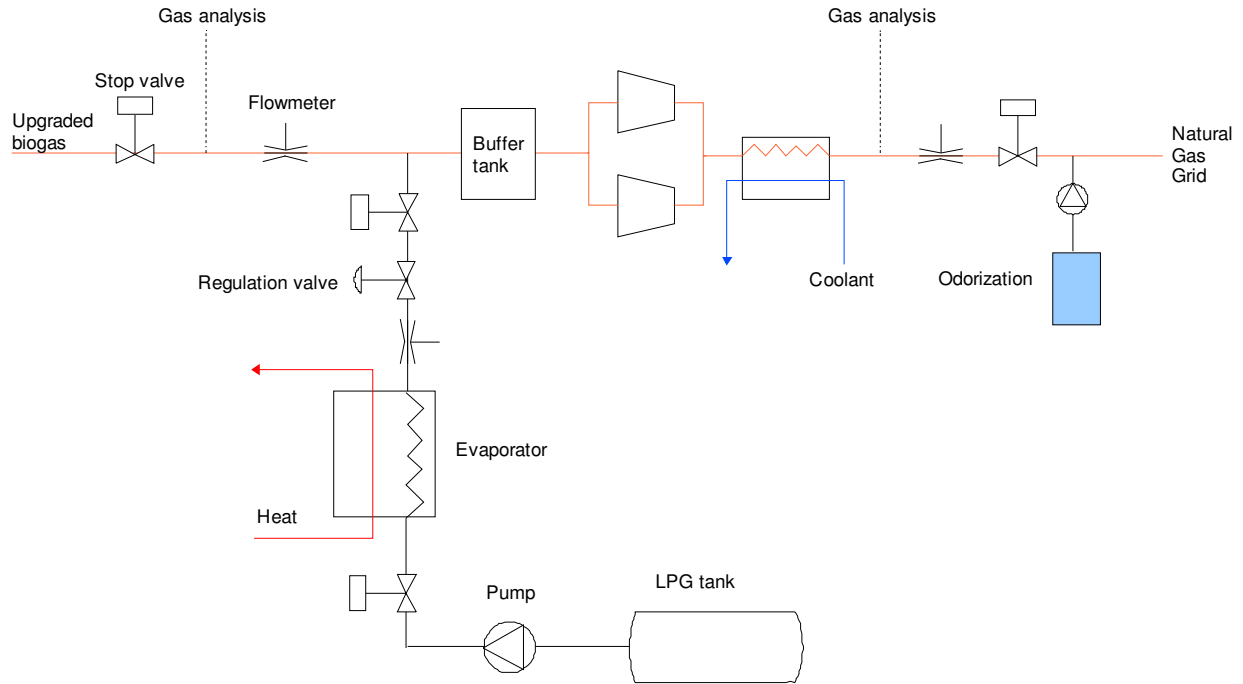 Gas analysis
Gas analysis
Stop valve
Flowmeter
Upgraded
biogas
Buffer
tank
Natural
Gas
Grid
Regulation valve
Coolant
Odorization
Evaporator
Heat
Pump
LPG tank